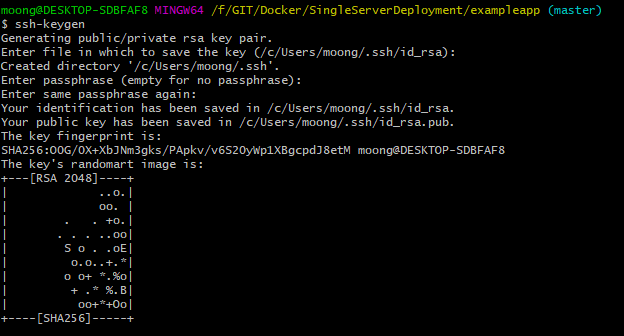 moong@DESKTOP-SDBFAF8 MINGW64 /f/GIT/Docker/SingleServerDeployment/exampleapp (master)
$ ssh-keygen
Generating public/private rsa key pair.
Enter file in which to save the key (/c/Users/moong/.ssh/id_rsa):
Created directory '/c/Users/moong/.ssh'.
Enter passphrase (empty for no passphrase):
Enter same passphrase again:
Your identification has been saved in /c/Users/moong/.ssh/id_rsa.
Your public key has been saved in /c/Users/moong/.ssh/id_rsa.pub.
The key fingerprint is:
SHA256:OOG/OX+XbJNm3gks/PApkv/v6S2OyWp1XBgcpdJ8etM moong@DESKTOP-SDBFAF8
The key's randomart image is:
+---[RSA 2048]----+
|            ..o. |
|            oo.  |
|       .   . +o. |
|      . . . ..oo |
|       S o . .oE |
|        o.o..+.* |
|       o o+ *.%o |
|        + .* %.B |
|         oo+*+Oo |
+----[SHA256]-----+